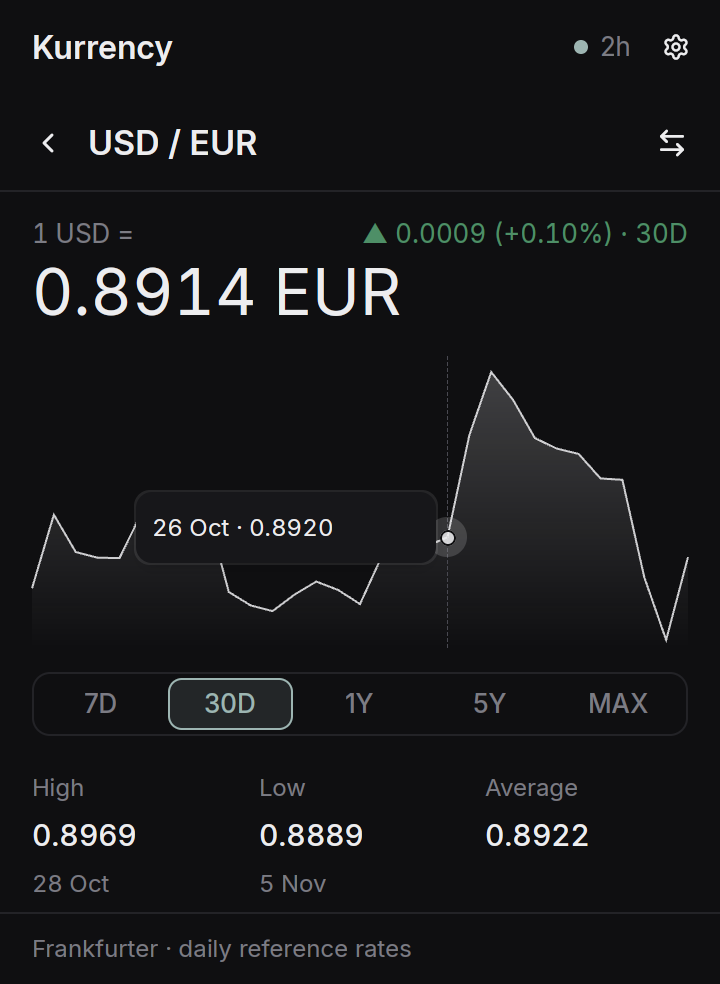 Kurrency
2h
USD / EUR
1 USD =
▲ 0.0009 (+0.10%) · 30D
0.8914 EUR
26 Oct · 0.8920
7D 30D 1Y 5Y MAX
High Low Average
0.8969 0.8889 0.8922
28 Oct 5 Nov
Frankfurter · daily reference rates